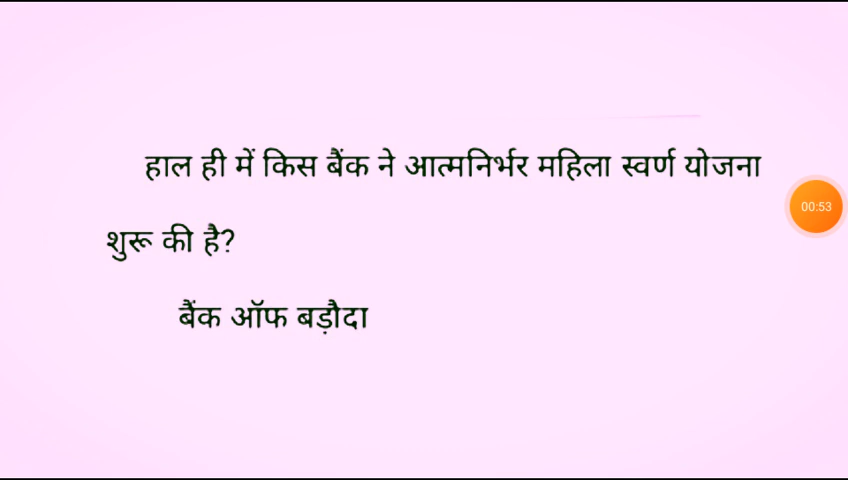 हाल ही में किस बैंक ने आत्मनिर्भर महिला स्वर्ण योजना
शुरू की है?
बैंक ऑफ बड़ौदा
00:53